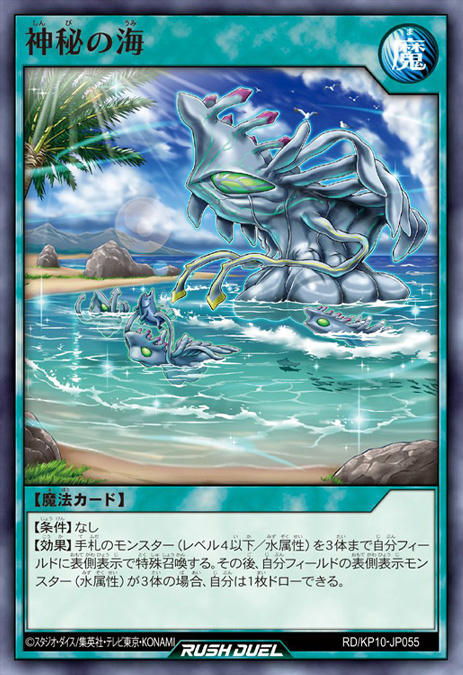 神秘の海
魔
【魔法カード】
【条件】なし
【効果】手札のモンスター（レベル4以下／水属性）を3体まで自分フィー
ルドに表側表示で特殊召喚する。その後、自分フィールドの表側表示モン
スター（水属性）が3体の場合、自分は1枚ドローできる。
©スタジオ・ダイス/集英社・テレビ東京・KONAMI
RUSH DUEL
RD/KP10-JP055